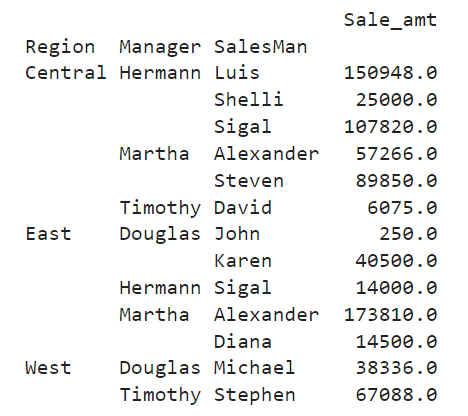 Sale_amt
Region Manager SalesMan
Central Hermann Luis 150948.0
Shelli 25000.0
Sigal 107820.0
Martha Alexander 57266.0
Steven 89850.0
Timothy David 6075.0
East Douglas John 250.0
Karen 40500.0
Hermann Sigal 14000.0
Martha Alexander 173810.0
Diana 14500.0
West Douglas Michael 38336.0
Timothy Stephen 67088.0